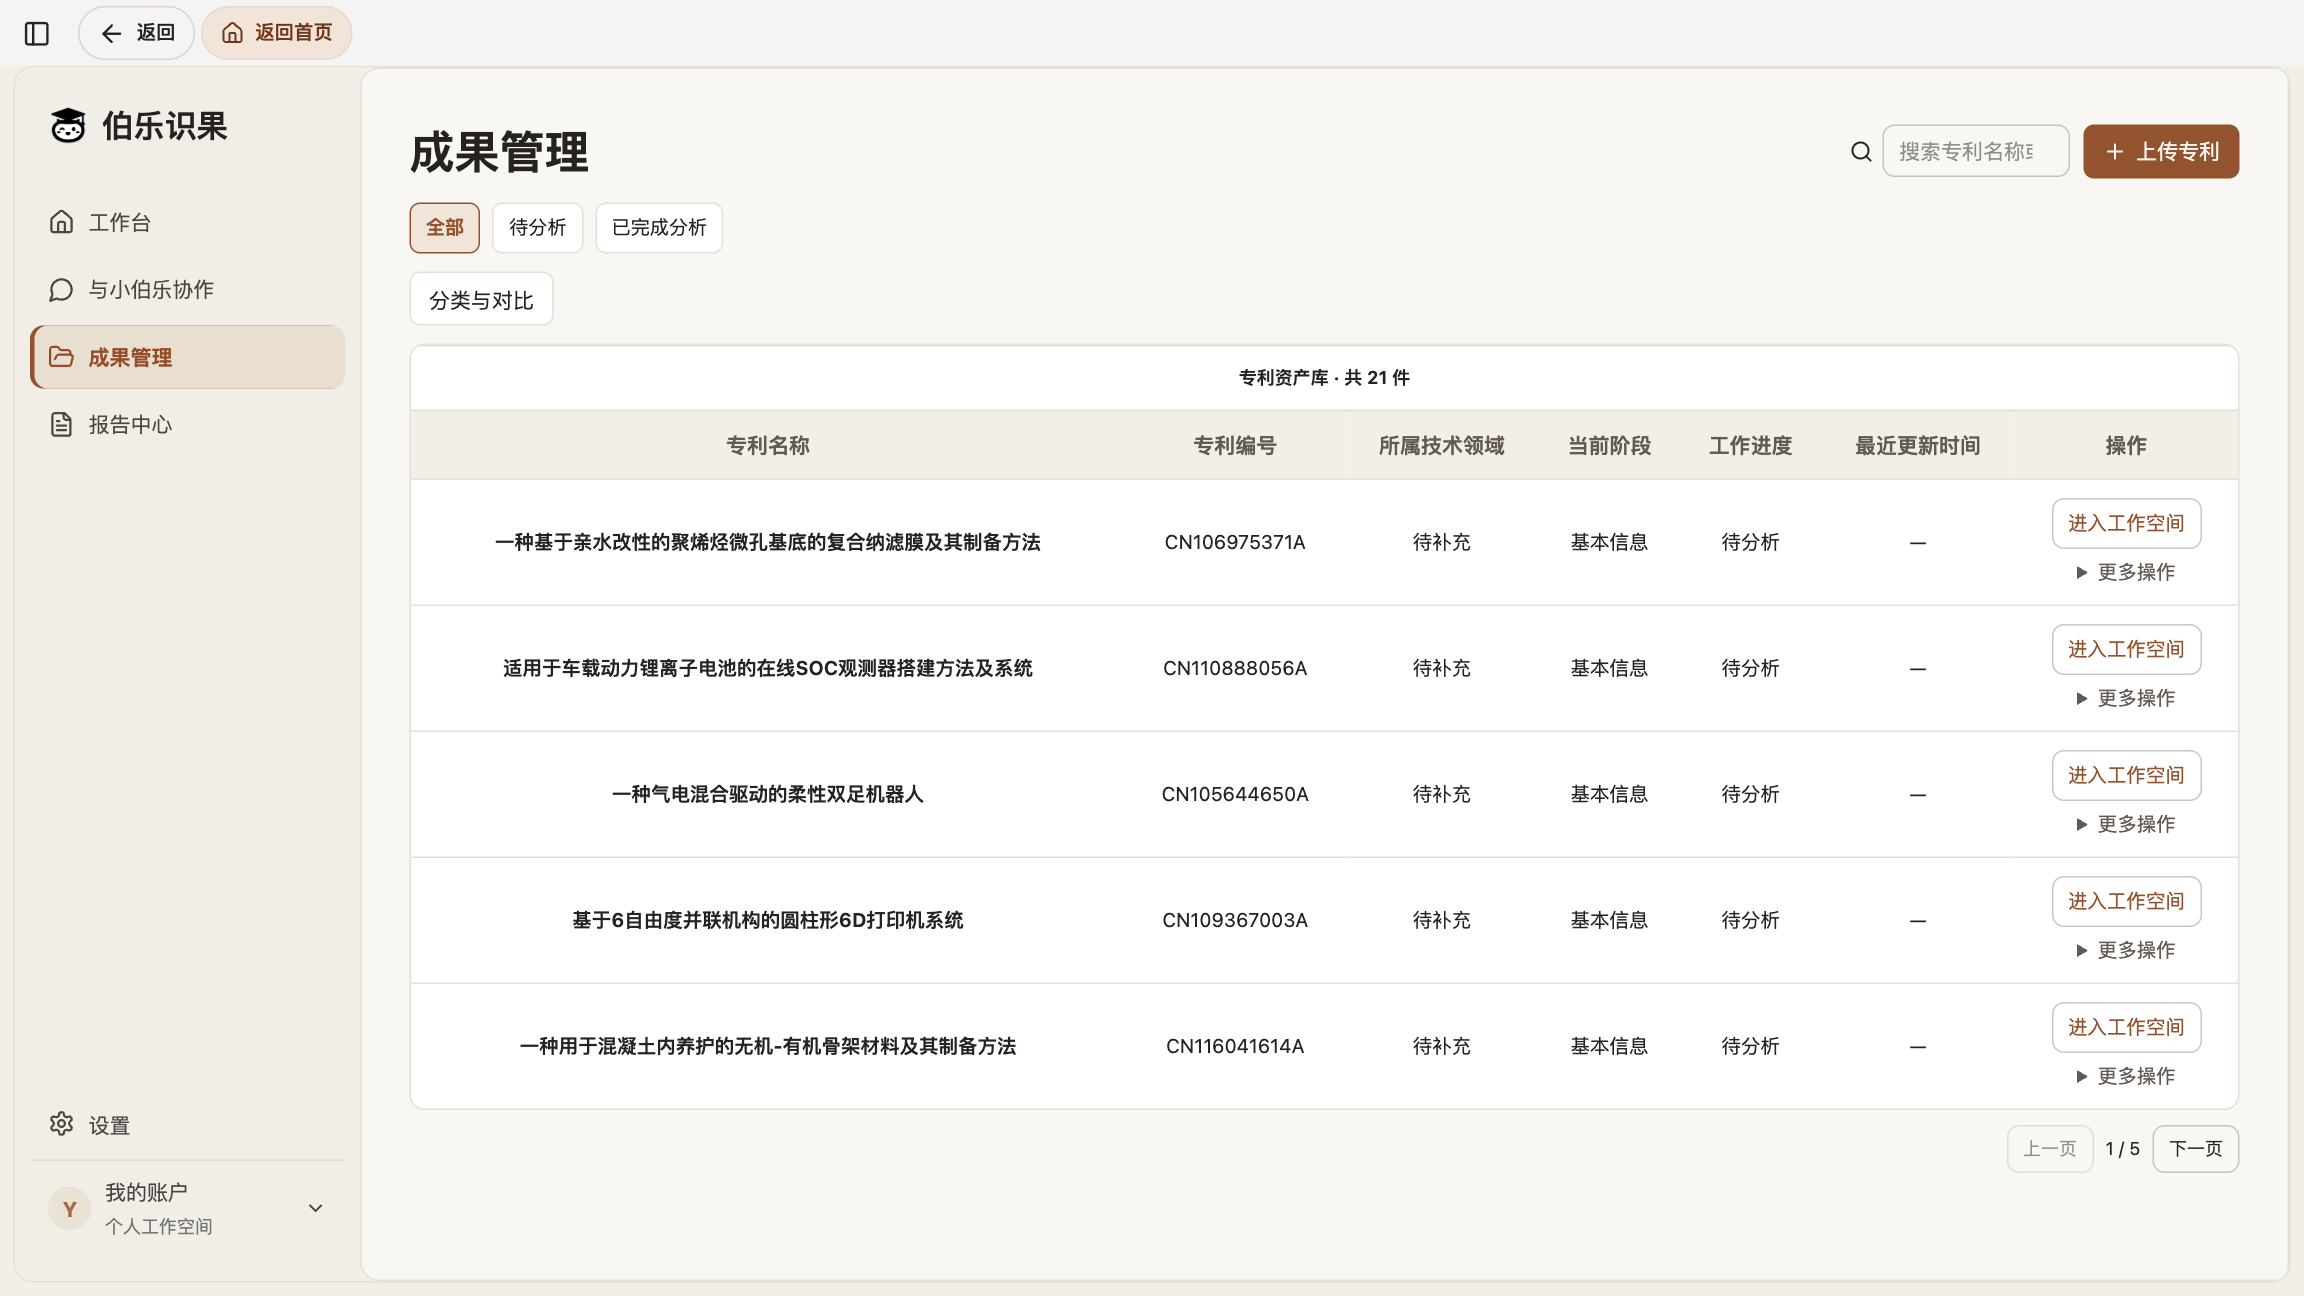 返回
返回首页
伯乐识果
工作台
与小伯乐协作
成果管理
报告中心
设置
Y
我的账户
个人工作空间
成果管理
搜索专利名称
+ 上传专利
全部
待分析
已完成分析
分类与对比
专利资产库 · 共 21 件
专利名称 专利编号 所属技术领域 当前阶段 工作进度 最近更新时间 操作
一种基于亲水改性的聚烯烃微孔基底的复合纳滤膜及其制备方法 CN106975371A 待补充 基本信息 待分析 — 进入工作空间
▶ 更多操作
适用于车载动力锂离子电池的在线SOC观测器搭建方法及系统 CN110888056A 待补充 基本信息 待分析 — 进入工作空间
▶ 更多操作
一种气电混合驱动的柔性双足机器人 CN105644650A 待补充 基本信息 待分析 — 进入工作空间
▶ 更多操作
基于6自由度并联机构的圆柱形6D打印机系统 CN109367003A 待补充 基本信息 待分析 — 进入工作空间
▶ 更多操作
一种用于混凝土内养护的无机-有机骨架材料及其制备方法 CN116041614A 待补充 基本信息 待分析 — 进入工作空间
▶ 更多操作
上一页 1 / 5 下一页